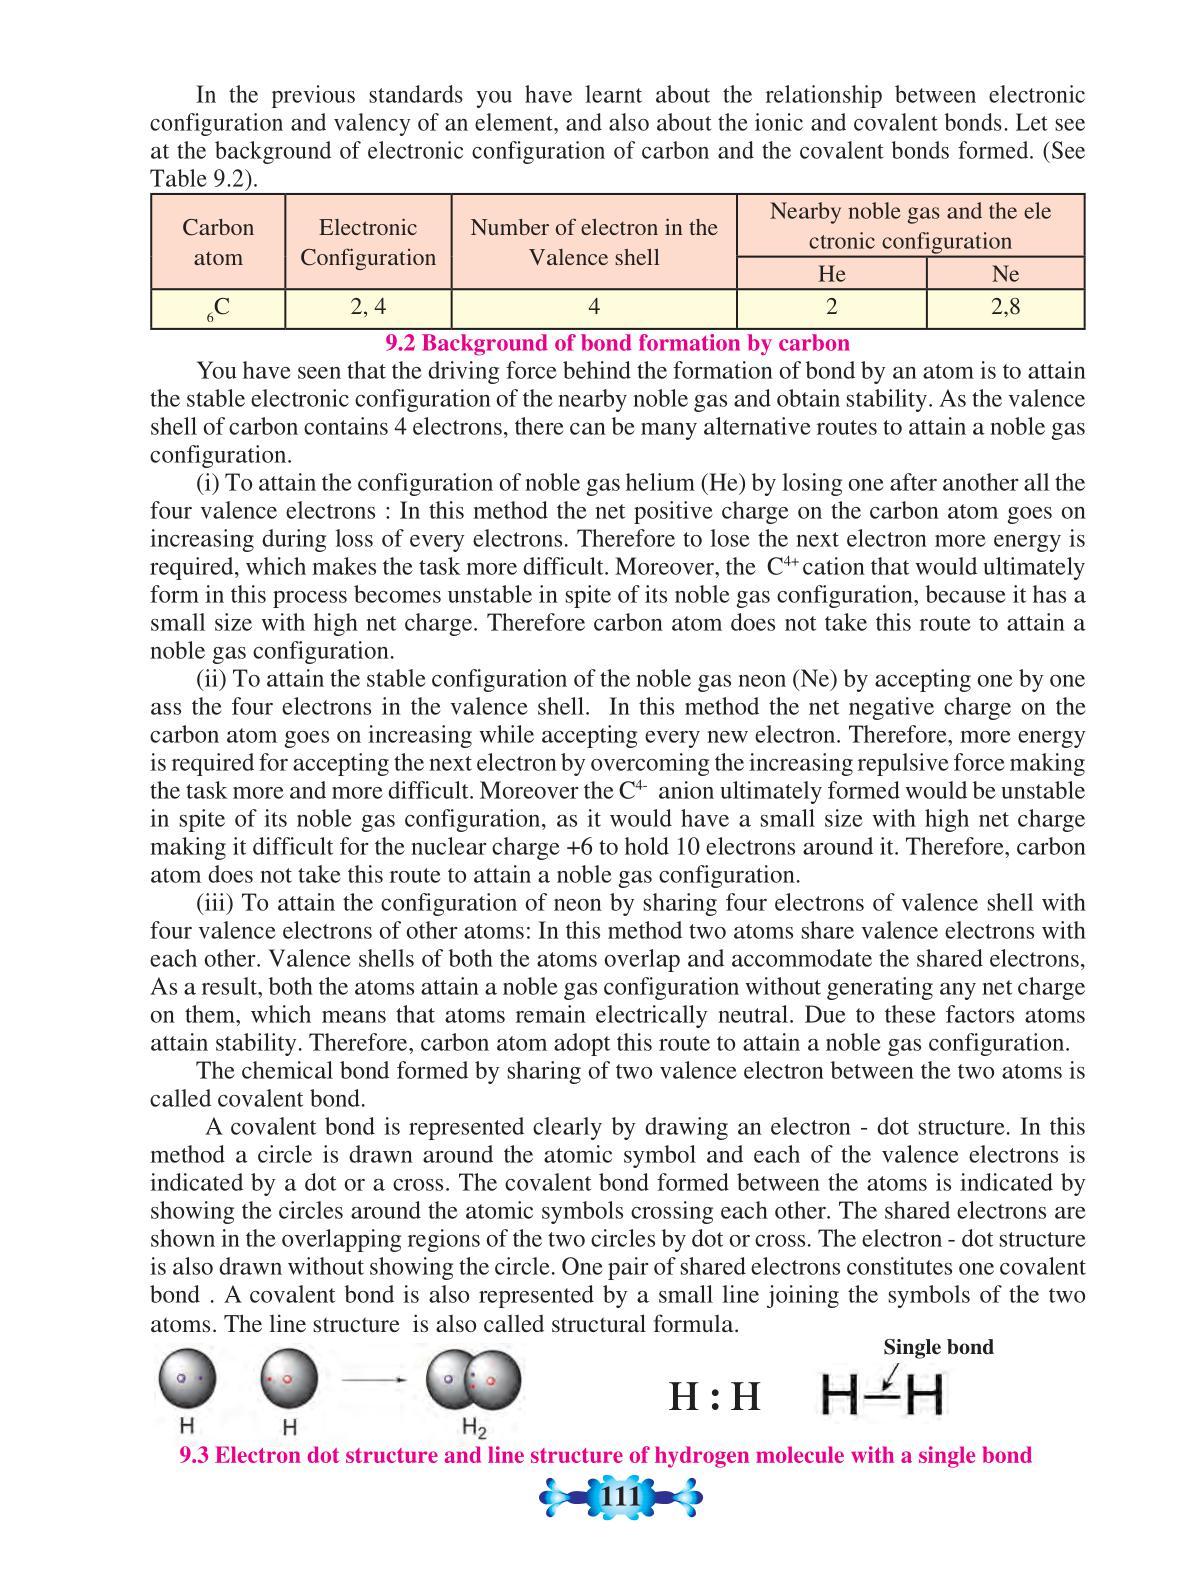 In the previous standards you have learnt about the relationship between electronic
configuration and valency of an element, and also about the ionic and covalent bonds. Let see
at the background of electronic configuration of carbon and the covalent bonds formed. (See
Table 9.2).
Carbon
atom
Electronic
Configuration
Number of electron in the
Valence shell
Nearby noble gas and the ele
ctronic configuration
He
Ne
₆C
2, 4
4
2
2,8
9.2 Background of bond formation by carbon
You have seen that the driving force behind the formation of bond by an atom is to attain
the stable electronic configuration of the nearby noble gas and obtain stability. As the valence
shell of carbon contains 4 electrons, there can be many alternative routes to attain a noble gas
configuration.
(i) To attain the configuration of noble gas helium (He) by losing one after another all the
four valence electrons : In this method the net positive charge on the carbon atom goes on
increasing during loss of every electrons. Therefore to lose the next electron more energy is
required, which makes the task more difficult. Moreover, the C⁴⁺ cation that would ultimately
form in this process becomes unstable in spite of its noble gas configuration, because it has a
small size with high net charge. Therefore carbon atom does not take this route to attain a
noble gas configuration.
(ii) To attain the stable configuration of the noble gas neon (Ne) by accepting one by one
ass the four electrons in the valence shell. In this method the net negative charge on the
carbon atom goes on increasing while accepting every new electron. Therefore, more energy
is required for accepting the next electron by overcoming the increasing repulsive force making
the task more and more difficult. Moreover the C⁴⁻ anion ultimately formed would be unstable
in spite of its noble gas configuration, as it would have a small size with high net charge
making it difficult for the nuclear charge +6 to hold 10 electrons around it. Therefore, carbon
atom does not take this route to attain a noble gas configuration.
(iii) To attain the configuration of neon by sharing four electrons of valence shell with
four valence electrons of other atoms: In this method two atoms share valence electrons with
each other. Valence shells of both the atoms overlap and accommodate the shared electrons,
As a result, both the atoms attain a noble gas configuration without generating any net charge
on them, which means that atoms remain electrically neutral. Due to these factors atoms
attain stability. Therefore, carbon atom adopt this route to attain a noble gas configuration.
The chemical bond formed by sharing of two valence electron between the two atoms is
called covalent bond.
A covalent bond is represented clearly by drawing an electron - dot structure. In this
method a circle is drawn around the atomic symbol and each of the valence electrons is
indicated by a dot or a cross. The covalent bond formed between the atoms is indicated by
showing the circles around the atomic symbols crossing each other. The shared electrons are
shown in the overlapping regions of the two circles by dot or cross. The electron - dot structure
is also drawn without showing the circle. One pair of shared electrons constitutes one covalent
bond . A covalent bond is also represented by a small line joining the symbols of the two
atoms. The line structure is also called structural formula.
Single bond
H
H
H₂
H : H
H–H
9.3 Electron dot structure and line structure of hydrogen molecule with a single bond
111